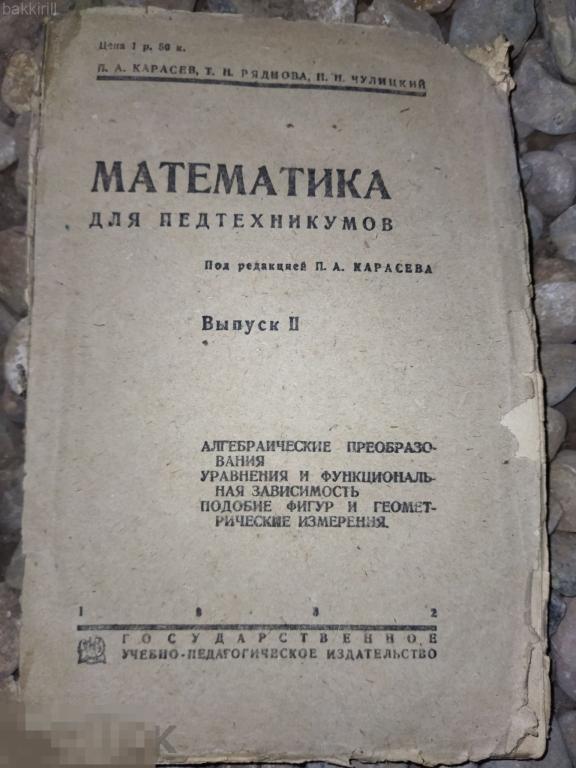 bakkirill
Цена 1 р. 50 к.
П. А. КАРАСЕВ, Т. Н. РЯДНОВА, Н. Н. ЧУЛИЦКИЙ
МАТЕМАТИКА
ДЛЯ ПЕДТЕХНИКУМОВ
Под редакцией П. А. КАРАСЕВА
Выпуск II
АЛГЕБРАИЧЕСКИЕ ПРЕОБРАЗО-
ВАНИЯ
УРАВНЕНИЯ И ФУНКЦИОНАЛЬ-
НАЯ ЗАВИСИМОСТЬ
ПОДОБИЕ ФИГУР И ГЕОМЕТ-
РИЧЕСКИЕ ИЗМЕРЕНИЯ.
1 9 3 2
ГОСУДАРСТВЕННОЕ
УЧЕБНО-ПЕДАГОГИЧЕСКОЕ ИЗДАТЕЛЬСТВО